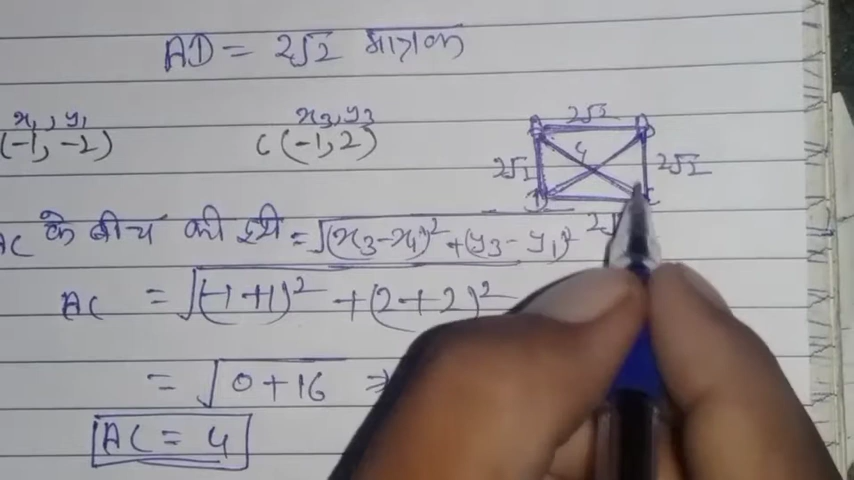 AD = 2√2 मात्रक
x₁, y₁ x₃, y₃
(-1, -2) C (-1, 2)
2√2
4
2√2 2√2
AC के बीच की दूरी = √(x₃-x₁)² + (y₃-y₁)²
AC = √(-1+1)² + (2+2)²
= √0+16 ⇒
AC = 4